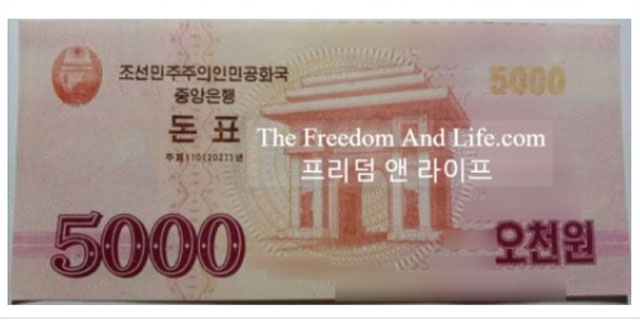 조선민주주의인민공화국
중앙은행
5000
돈 표
The Freedom And Life.com
주체110(2021)년
프리덤 앤 라이프
5000
오천원